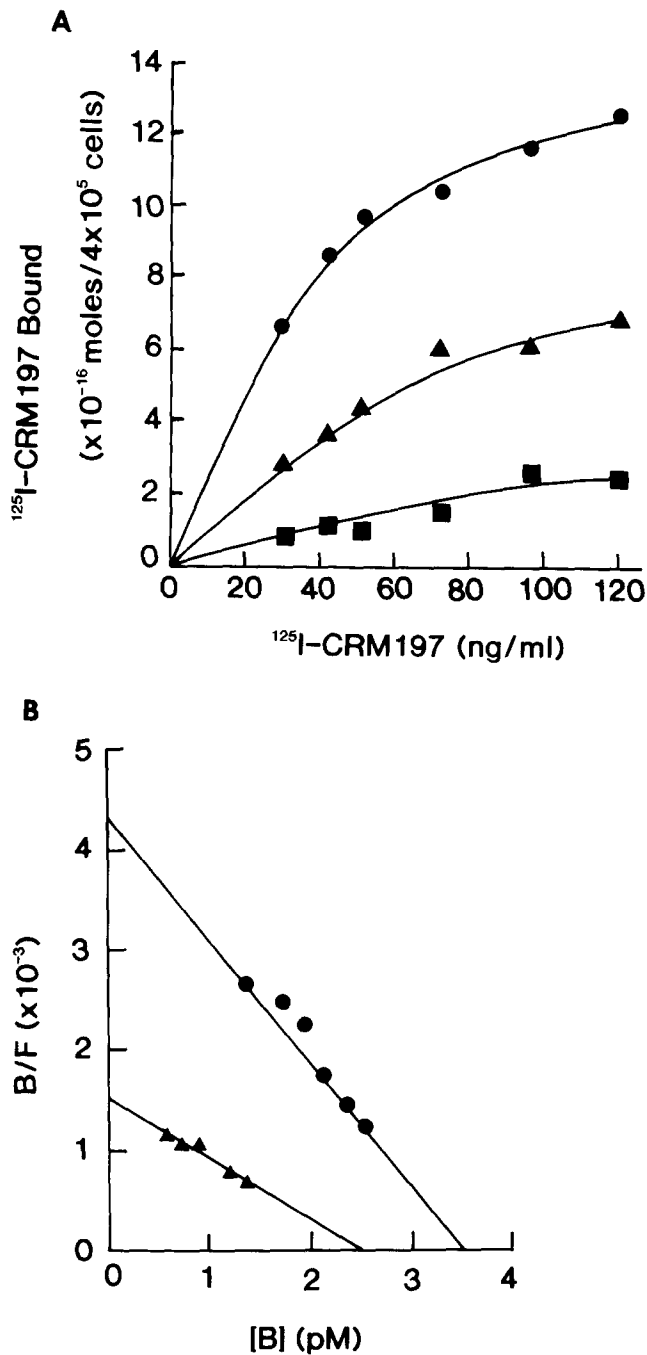 A
14
12
10
8
6
4
2
0
¹²⁵I-CRM197 Bound
(x10⁻¹⁶ moles/4x10⁵ cells)
0 20 40 60 80 100 120
¹²⁵I-CRM197 (ng/ml)
B
5
4
3
2
1
0
B/F (x10⁻³)
0 1 2 3 4
[B] (pM)